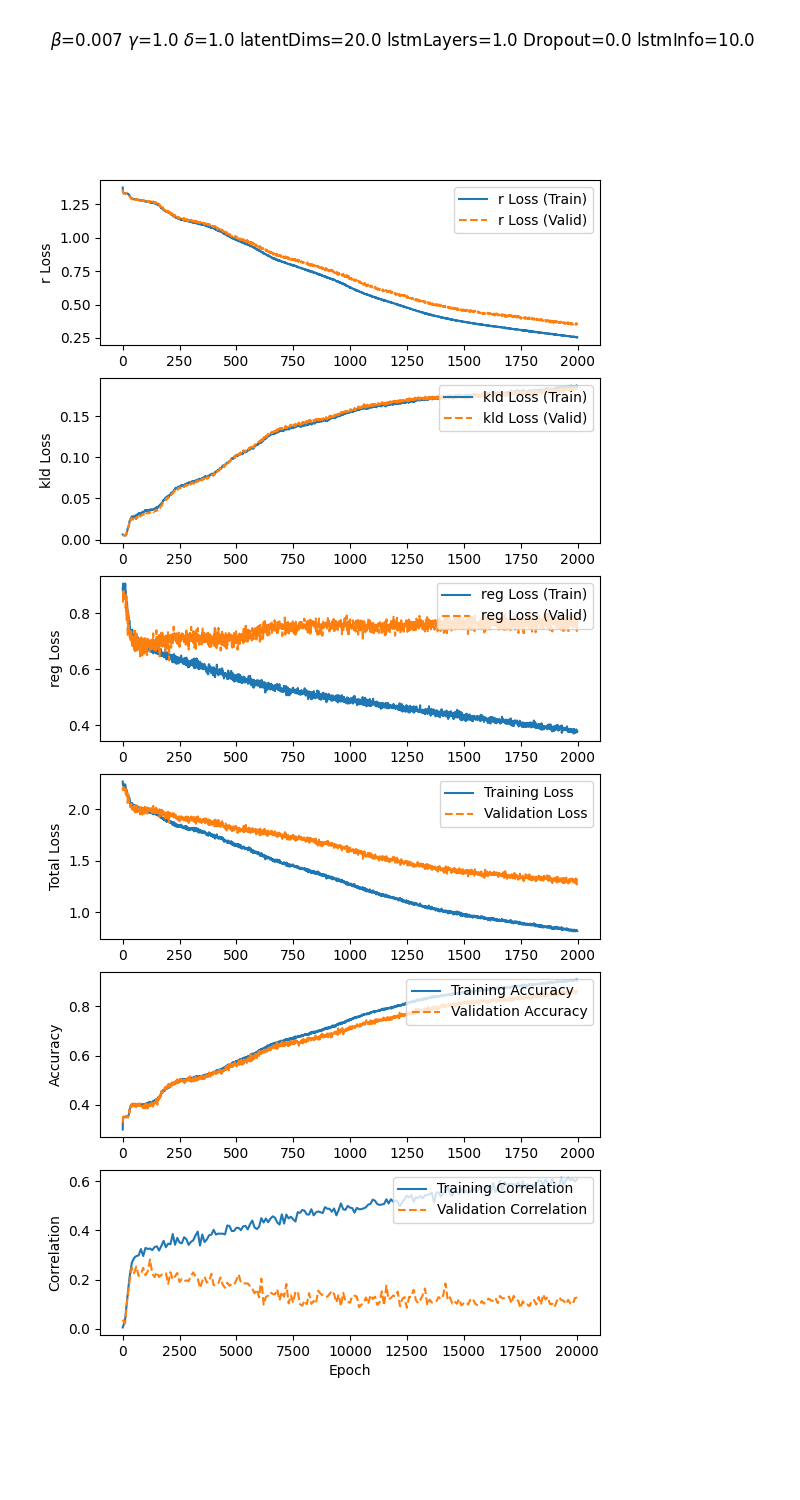 β=0.007 γ=1.0 δ=1.0 latentDims=20.0 lstmLayers=1.0 Dropout=0.0 lstmInfo=10.0
r Loss
1.25
1.00
0.75
0.50
0.25
r Loss (Train)
r Loss (Valid)
0 250 500 750 1000 1250 1500 1750 2000
kld Loss
0.15
0.10
0.05
0.00
kld Loss (Train)
kld Loss (Valid)
0 250 500 750 1000 1250 1500 1750 2000
reg Loss
0.8
0.6
0.4
reg Loss (Train)
reg Loss (Valid)
0 250 500 750 1000 1250 1500 1750 2000
Total Loss
2.0
1.5
1.0
Training Loss
Validation Loss
0 250 500 750 1000 1250 1500 1750 2000
Accuracy
0.8
0.6
0.4
Training Accuracy
Validation Accuracy
0 250 500 750 1000 1250 1500 1750 2000
Correlation
0.6
0.4
0.2
0.0
Training Correlation
Validation Correlation
0 2500 5000 7500 10000 12500 15000 17500 20000
Epoch